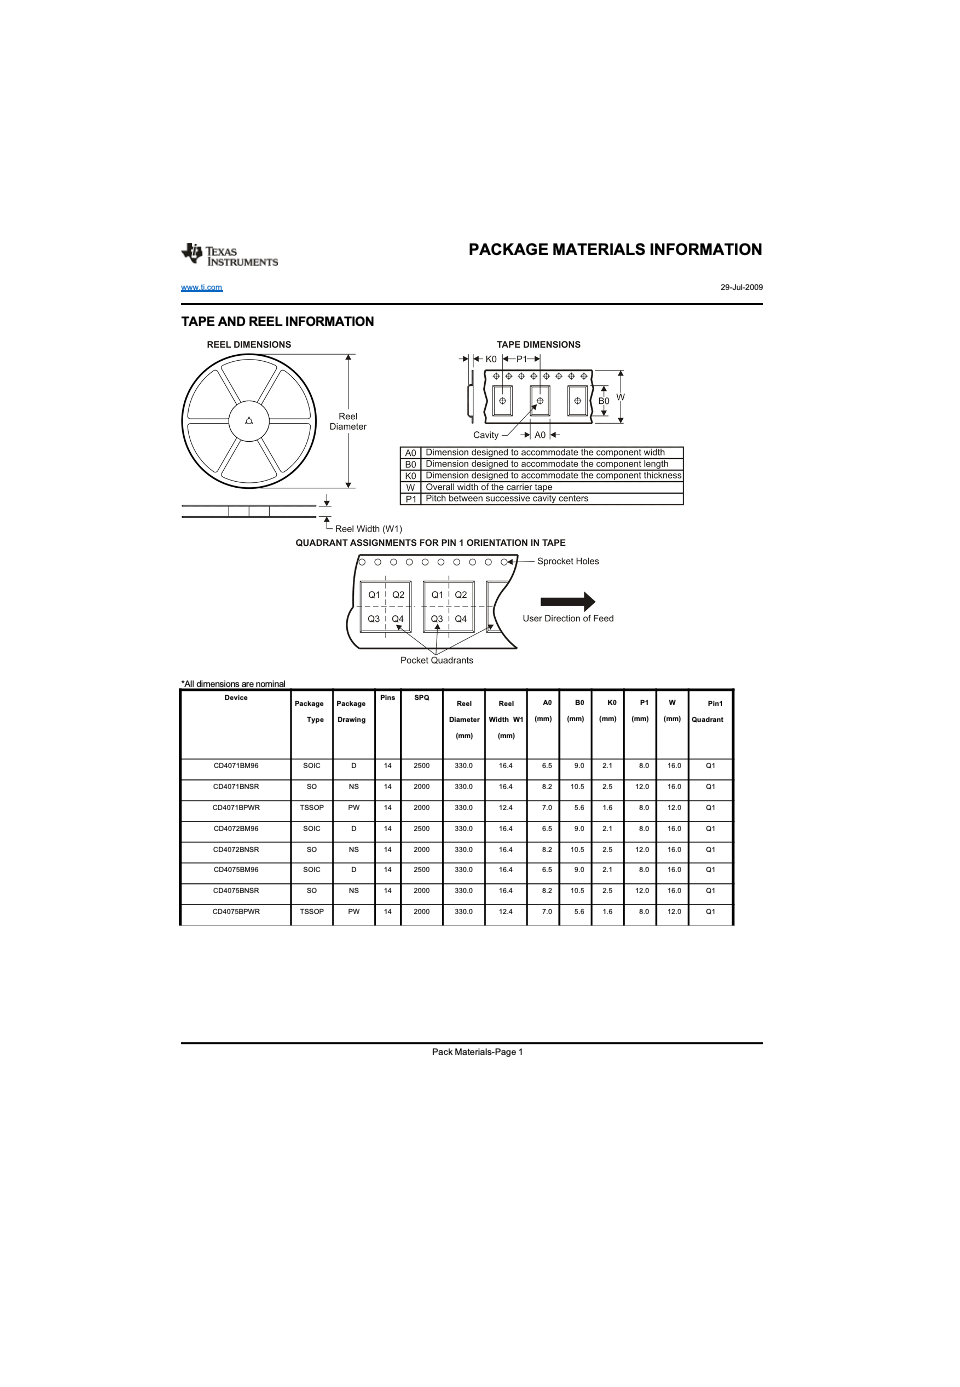 TEXAS
INSTRUMENTS
PACKAGE MATERIALS INFORMATION
www.ti.com
29-Jul-2009
TAPE AND REEL INFORMATION
REEL DIMENSIONS
Reel
Diameter
Reel Width (W1)
TAPE DIMENSIONS
K0 P1
B0 W
Cavity A0
A0 Dimension designed to accommodate the component width
B0 Dimension designed to accommodate the component length
K0 Dimension designed to accommodate the component thickness
W Overall width of the carrier tape
P1 Pitch between successive cavity centers
QUADRANT ASSIGNMENTS FOR PIN 1 ORIENTATION IN TAPE
Sprocket Holes
Q1 Q2 Q1 Q2
Q3 Q4 Q3 Q4
User Direction of Feed
Pocket Quadrants
*All dimensions are nominal
Device Package Type Package Drawing Pins SPQ Reel Diameter (mm) Reel Width W1 (mm) A0 (mm) B0 (mm) K0 (mm) P1 (mm) W (mm) Pin1 Quadrant
CD4071BM96 SOIC D 14 2500 330.0 16.4 6.5 9.0 2.1 8.0 16.0 Q1
CD4071BNSR SO NS 14 2000 330.0 16.4 8.2 10.5 2.5 12.0 16.0 Q1
CD4071BPWR TSSOP PW 14 2000 330.0 12.4 7.0 5.6 1.6 8.0 12.0 Q1
CD4072BM96 SOIC D 14 2500 330.0 16.4 6.5 9.0 2.1 8.0 16.0 Q1
CD4072BNSR SO NS 14 2000 330.0 16.4 8.2 10.5 2.5 12.0 16.0 Q1
CD4075BM96 SOIC D 14 2500 330.0 16.4 6.5 9.0 2.1 8.0 16.0 Q1
CD4075BNSR SO NS 14 2000 330.0 16.4 8.2 10.5 2.5 12.0 16.0 Q1
CD4075BPWR TSSOP PW 14 2000 330.0 12.4 7.0 5.6 1.6 8.0 12.0 Q1
Pack Materials-Page 1